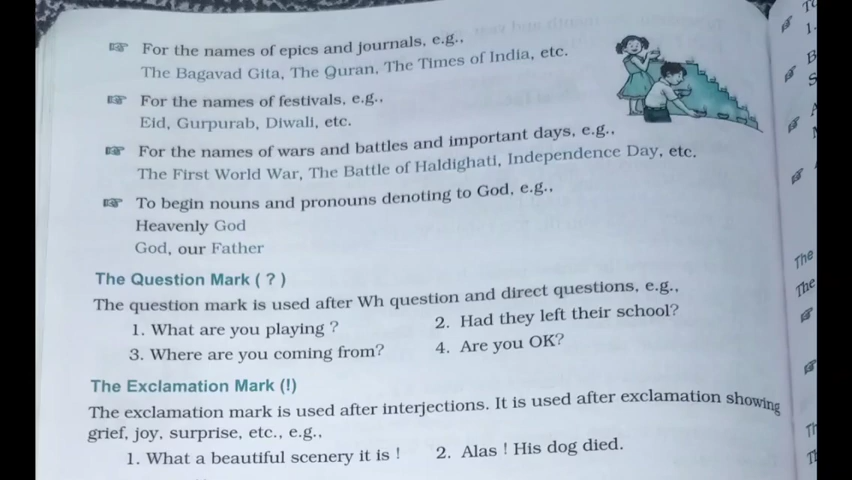 For the names of epics and journals, e.g.,
The Bagavad Gita, The Quran, The Times of India, etc.
For the names of festivals, e.g.,
Eid, Gurpurab, Diwali, etc.
For the names of wars and battles and important days, e.g.,
The First World War, The Battle of Haldighati, Independence Day, etc.
To begin nouns and pronouns denoting to God, e.g.,
Heavenly God
God, our Father
The Question Mark ( ? )
The question mark is used after Wh question and direct questions, e.g.,
1. What are you playing ? 2. Had they left their school?
3. Where are you coming from? 4. Are you OK?
The Exclamation Mark (!)
The exclamation mark is used after interjections. It is used after exclamation showing
grief, joy, surprise, etc., e.g.,
1. What a beautiful scenery it is ! 2. Alas ! His dog died.
The
The